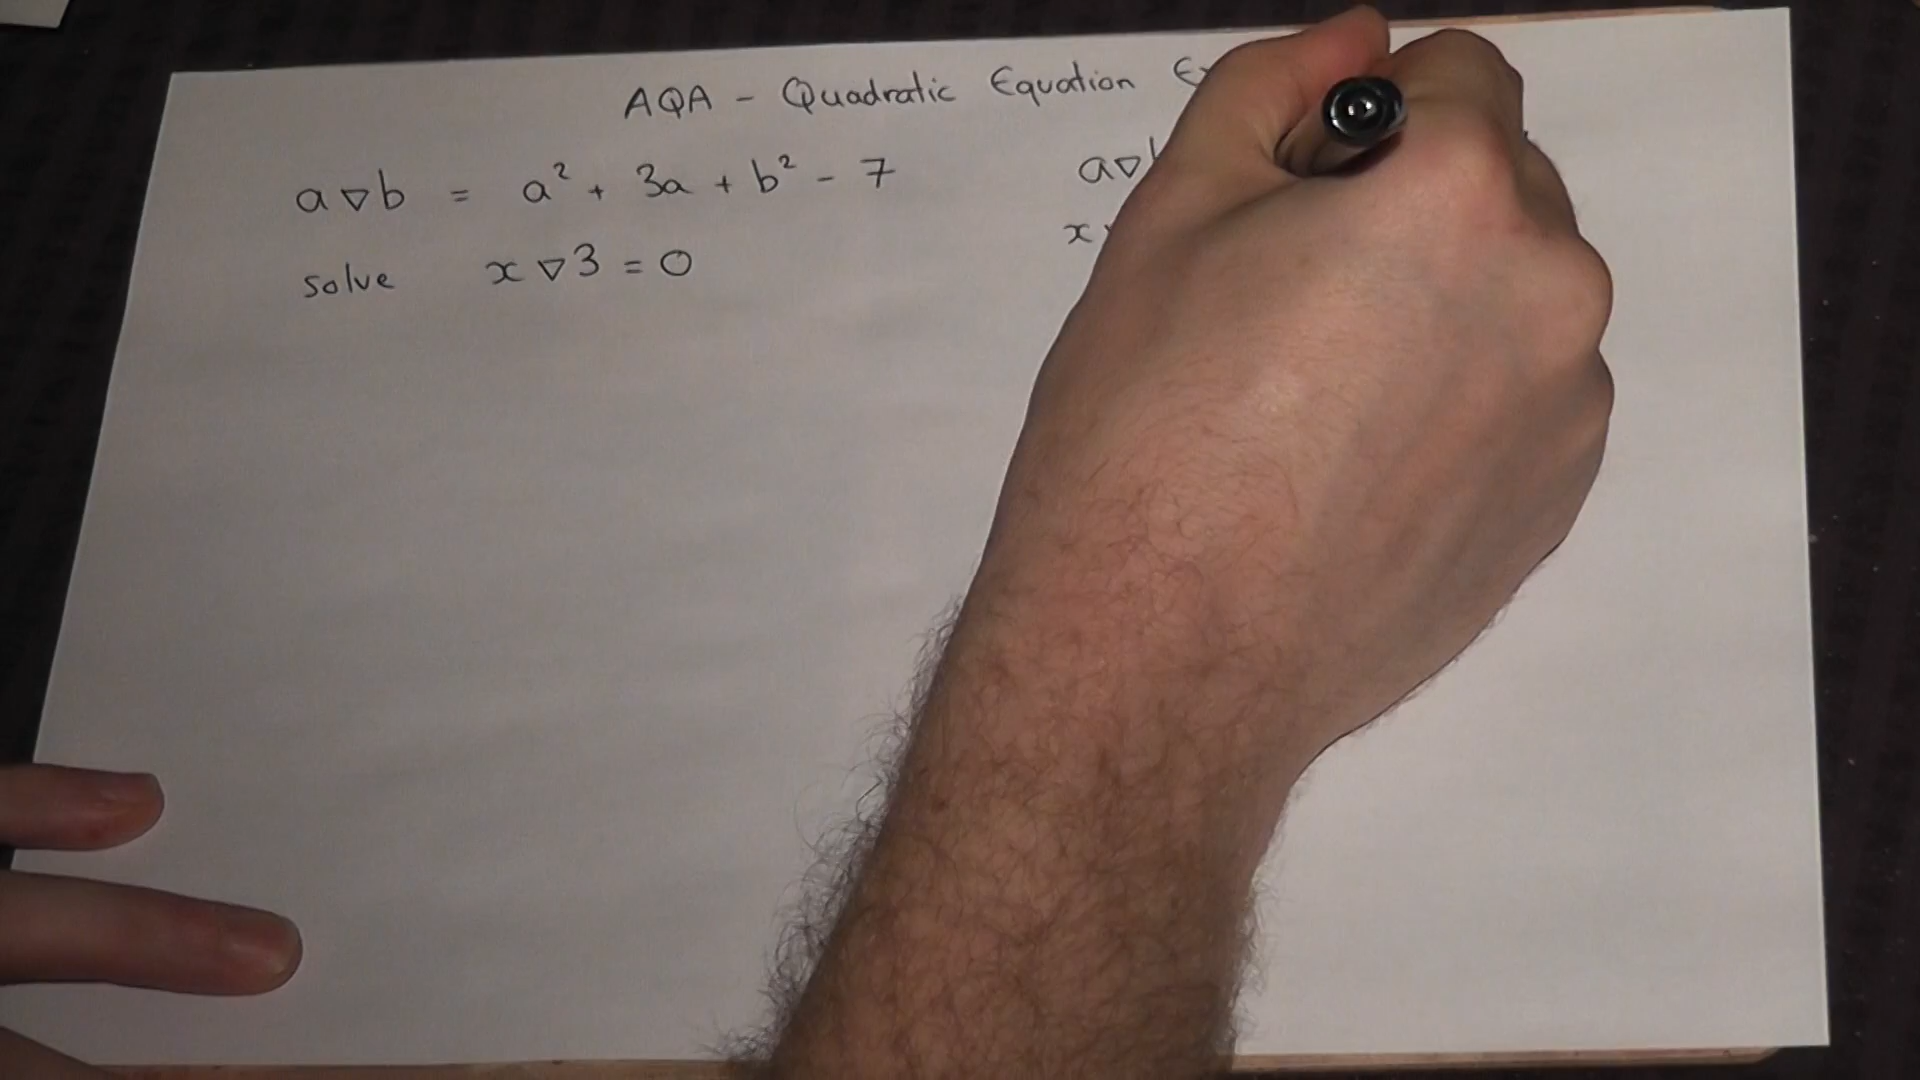 AQA - Quadratic Equation
a ▽ b = a² + 3a + b² - 7
solve x ▽ 3 = 0
a ▽
x